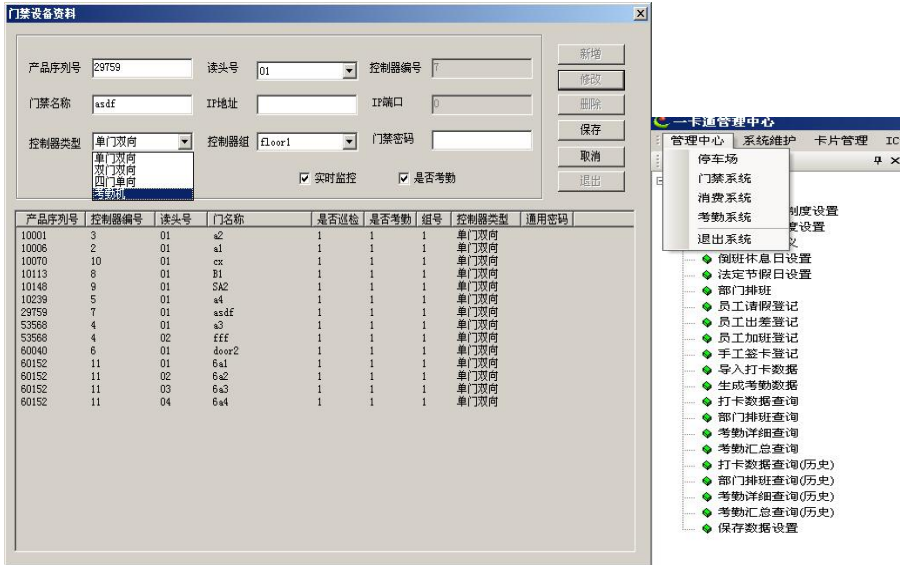 门禁设备资料
产品序列号 29759 读头号 01 控制器编号 7
门禁名称 asdf IP地址 IP端口 0
控制器类型 单门双向 控制器组 floor1 门禁密码
单门双向
双门双向
四门单向
考勤机
实时监控 是否考勤
新增
修改
删除
保存
取消
退出
产品序列号 控制器编号 读头号 门名称 是否巡检 是否考勤 组号 控制器类型 通用密码
10001 3 01 a2 1 1 1 单门双向
10006 2 01 a1 1 1 1 单门双向
10070 10 01 cx 1 1 1 单门双向
10113 8 01 B1 1 1 1 单门双向
10148 9 01 SA2 1 1 1 单门双向
10239 5 01 a4 1 1 1 单门双向
29759 7 01 asdf 1 1 1 单门双向
53568 4 01 a3 1 1 1 单门双向
53568 4 02 fff 1 1 1 单门双向
60040 6 01 door2 1 1 1 单门双向
60152 11 01 6a1 1 1 1 单门双向
60152 11 02 6a2 1 1 1 单门双向
60152 11 03 6a3 1 1 1 单门双向
60152 11 04 6a4 1 1 1 单门双向
一卡通管理中心
管理中心 系统维护 卡片管理 IC
停车场
门禁系统
消费系统
考勤系统
退出系统
制度设置
度设置
义
倒班休息日设置
法定节假日设置
部门排班
员工请假登记
员工出差登记
员工加班登记
手工签卡登记
导入打卡数据
生成考勤数据
打卡数据查询
部门排班查询
考勤详细查询
考勤汇总查询
打卡数据查询(历史)
部门排班查询(历史)
考勤详细查询(历史)
考勤汇总查询(历史)
保存数据设置